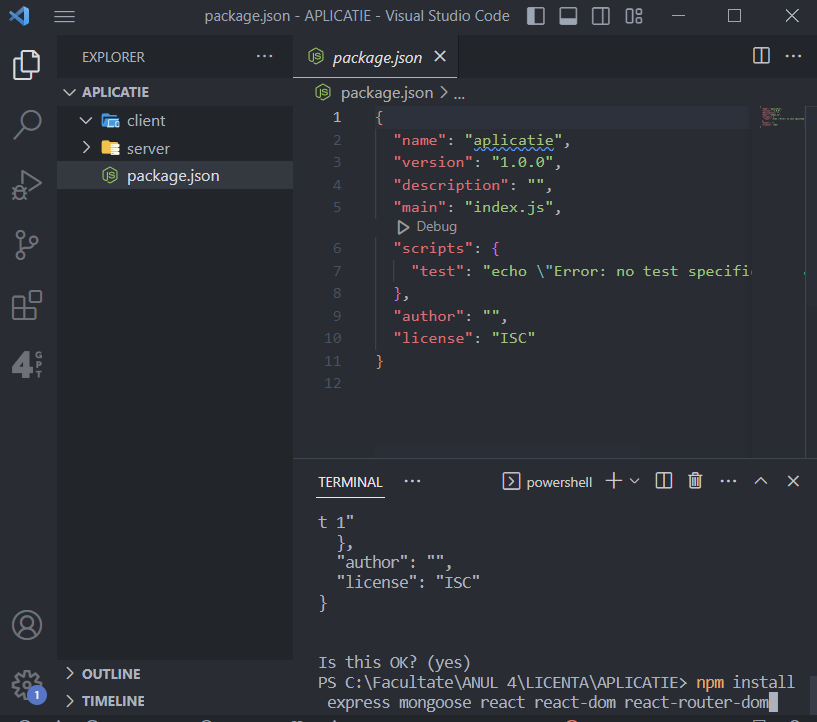 package.json - APLICATIE - Visual Studio Code
EXPLORER
APLICATIE
client
server
package.json
package.json
package.json > ...
1 {
2 "name": "aplicatie",
3 "version": "1.0.0",
4 "description": "",
5 "main": "index.js",
Debug
6 "scripts": {
7 "test": "echo \"Error: no test specifi
8 },
9 "author": "",
10 "license": "ISC"
11 }
12
4 GPT
TERMINAL
powershell
t 1"
},
"author": "",
"license": "ISC"
}
Is this OK? (yes)
PS C:\Facultate\ANUL 4\LICENTA\APLICATIE> npm install
express mongoose react react-dom react-router-dom
1
OUTLINE
TIMELINE